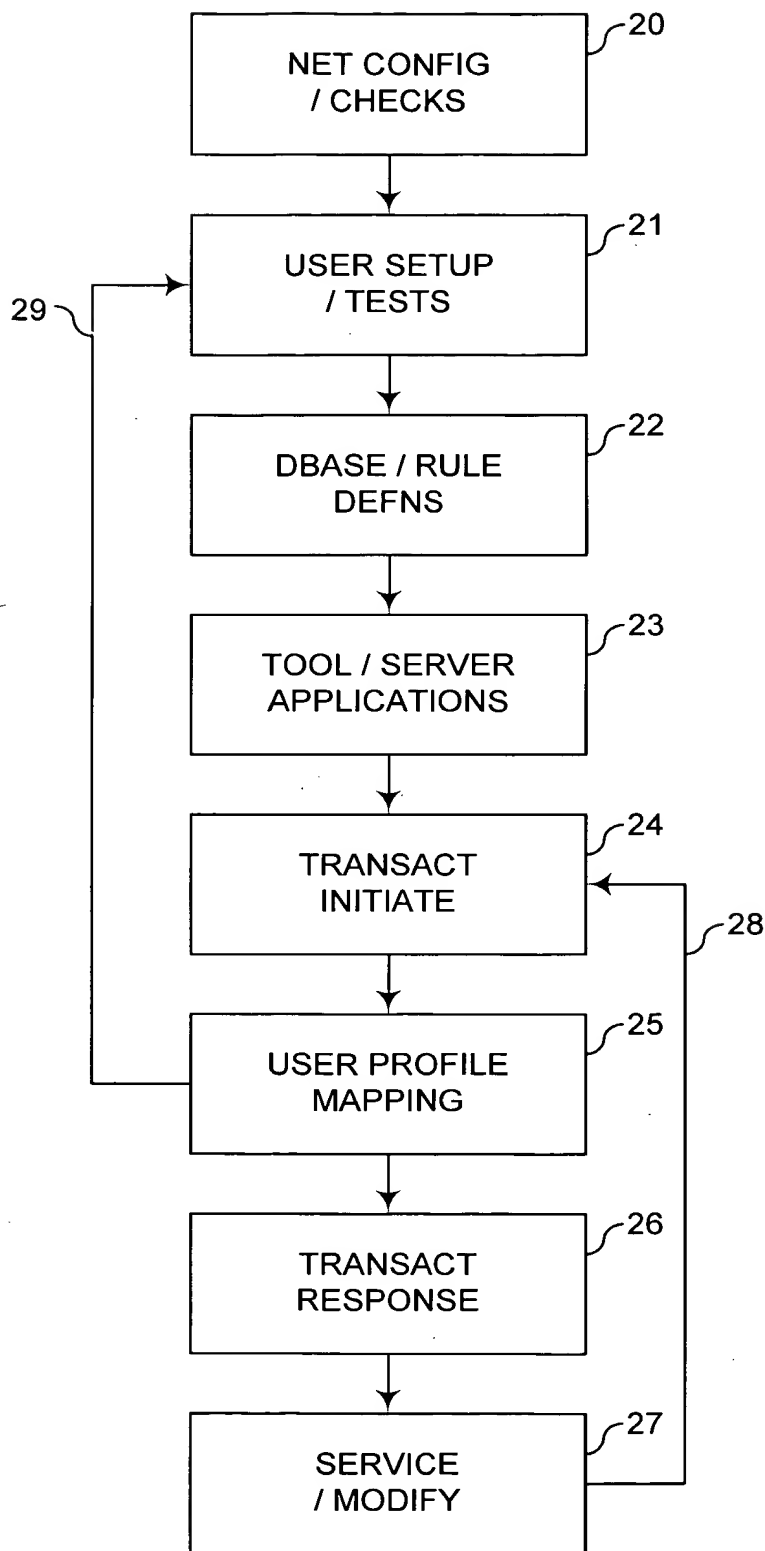 20
NET CONFIG
/ CHECKS
21
USER SETUP
/ TESTS
29
22
DBASE / RULE
DEFNS
23
TOOL / SERVER
APPLICATIONS
24
TRANSACT
INITIATE
28
25
USER PROFILE
MAPPING
26
TRANSACT
RESPONSE
27
SERVICE
/ MODIFY